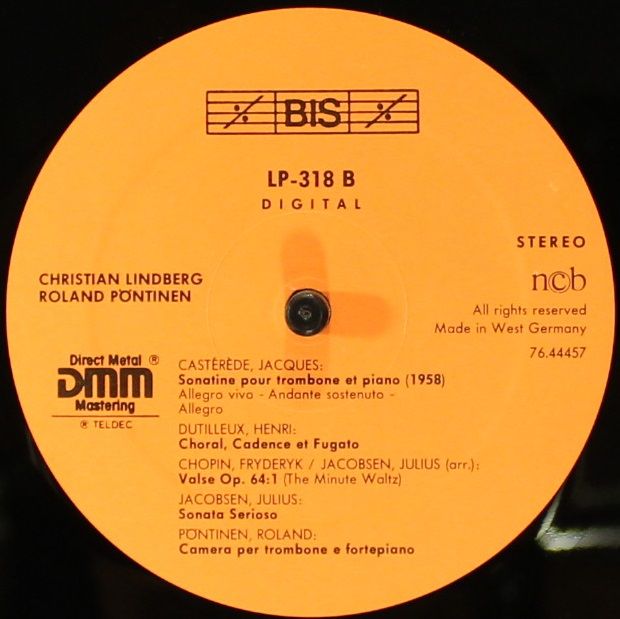 BIS
LP-318 B
DIGITAL
STEREO
CHRISTIAN LINDBERG
ROLAND PÖNTINEN
ncb
All rights reserved
Made in West Germany
76.44457
Direct Metal ®
DMM
Mastering
® TELDEC
CASTÉRÈDE, JACQUES:
Sonatine pour trombone et piano (1958)
Allegro vivo - Andante sostenuto -
Allegro
DUTILLEUX, HENRI:
Choral, Cadence et Fugato
CHOPIN, FRYDERYK / JACOBSEN, JULIUS (arr.):
Valse Op. 64:1 (The Minute Waltz)
JACOBSEN, JULIUS:
Sonata Serioso
PÖNTINEN, ROLAND:
Camera per trombone e fortepiano